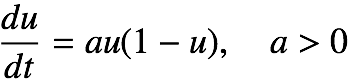 du/dt = au(1 − u), a > 0